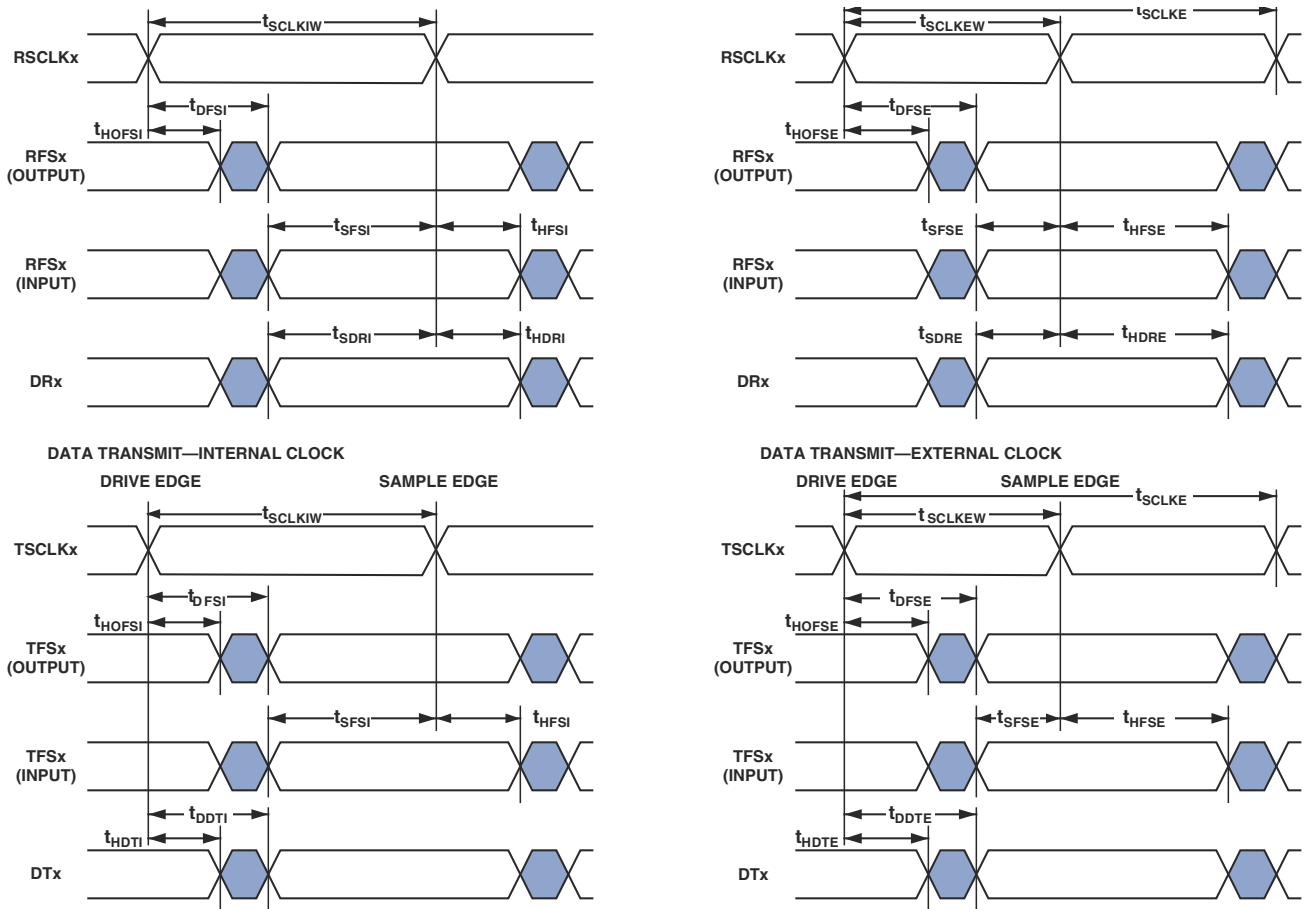 tSCLKIW
RSCLKx
tDFSI
tHOFSI
RFSx
(OUTPUT)
tSFSI
tHFSI
RFSx
(INPUT)
tSDRI
tHDRI
DRx
tSCLKE
tSCLKEW
RSCLKx
tDFSE
tHOFSE
RFSx
(OUTPUT)
tSFSE
tHFSE
RFSx
(INPUT)
tSDRE
tHDRE
DRx
DATA TRANSMIT—INTERNAL CLOCK
DRIVE EDGE
SAMPLE EDGE
tSCLKIW
TSCLKx
tDFSI
tHOFSI
TFSx
(OUTPUT)
tSFSI
tHFSI
TFSx
(INPUT)
tDDTI
tHDTI
DTx
DATA TRANSMIT—EXTERNAL CLOCK
DRIVE EDGE
SAMPLE EDGE
tSCLKE
tSCLKEW
TSCLKx
tDFSE
tHOFSE
TFSx
(OUTPUT)
tSFSE
tHFSE
TFSx
(INPUT)
tDDTE
tHDTE
DTx